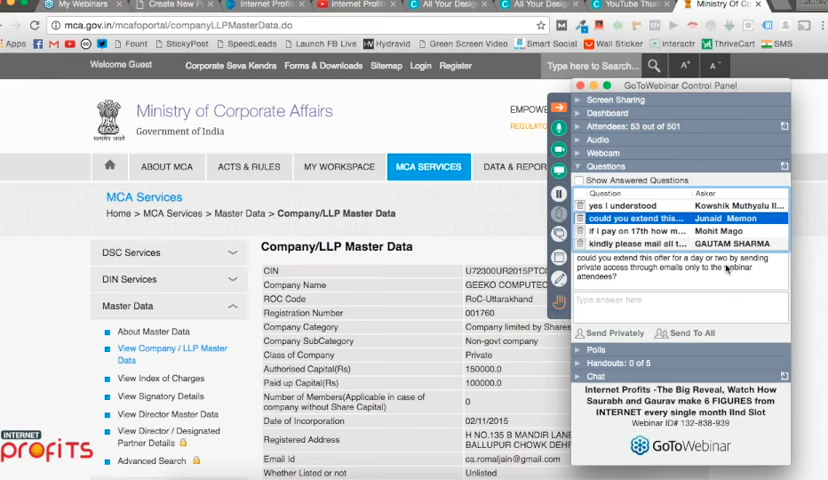 My Webinars
Create New P
Internet Profits
Internet Profits
All Your Design
All Your Desi
YouTube Thum
Ministry Of Co
mca.gov.in/mcafoportal/companyLLPMasterData.do
Apps
Fount
StickyPost
SpeedLeads
Launch FB Live
Hydravid
Green Screen Video
Smart Social
Wall Sticker
Interactr
ThriveCart
SMS
Welcome Guest
Corporate Seva Kendra
Forms & Downloads
Sitemap
Login
Register
Type here to Search...
A+
A-
Ministry of Corporate Affairs
Government of India
EMPOWE
REGULATO
ABOUT MCA
ACTS & RULES
MY WORKSPACE
MCA SERVICES
DATA & REPOR
MCA Services
Home > MCA Services > Master Data > Company/LLP Master Data
DSC Services
DIN Services
Master Data
About Master Data
View Company / LLP Master
Data
View Index of Charges
View Signatory Details
View Director Master Data
View Director / Designated
Partner Details
Advanced Search
Company/LLP Master Data
CIN U72300UR2015PTC0
Company Name GEEKO COMPUTEC
ROC Code RoC-Uttarakhand
Registration Number 001760
Company Category Company limited by Shares
Company SubCategory Non-govt company
Class of Company Private
Authorised Capital(Rs) 150000.0
Paid up Capital(Rs) 100000.0
Number of Members(Applicable in case of
company without Share Capital) 0
Date of Incorporation 02/11/2015
Registered Address H NO.135 B MANDIR LANE
BALLUPUR CHOWK DEH
Email Id ca.romaljain@gmail.com
Whether Listed or not Unlisted
GoToWebinar Control Panel
Screen Sharing
Dashboard
Attendees: 53 out of 501
Audio
Webcam
Questions
Show Answered Questions
Question Asker
yes I understood Kowshik Muthyalu II...
could you extend this... Junaid Memon
if I pay on 17th how m... Mohit Mago
kindly please mail all t... GAUTAM SHARMA
could you extend this offer for a day or two by sending
private access through emails only to the webinar
attendees?
Type answer here
Send Privately
Send To All
Polls
Handouts: 0 of 5
Chat
Internet Profits -The Big Reveal, Watch How
Saurabh and Gaurav make 6 FIGURES from
INTERNET every single month IInd Slot
Webinar ID# 132-838-939
GoToWebinar
INTERNET
profits